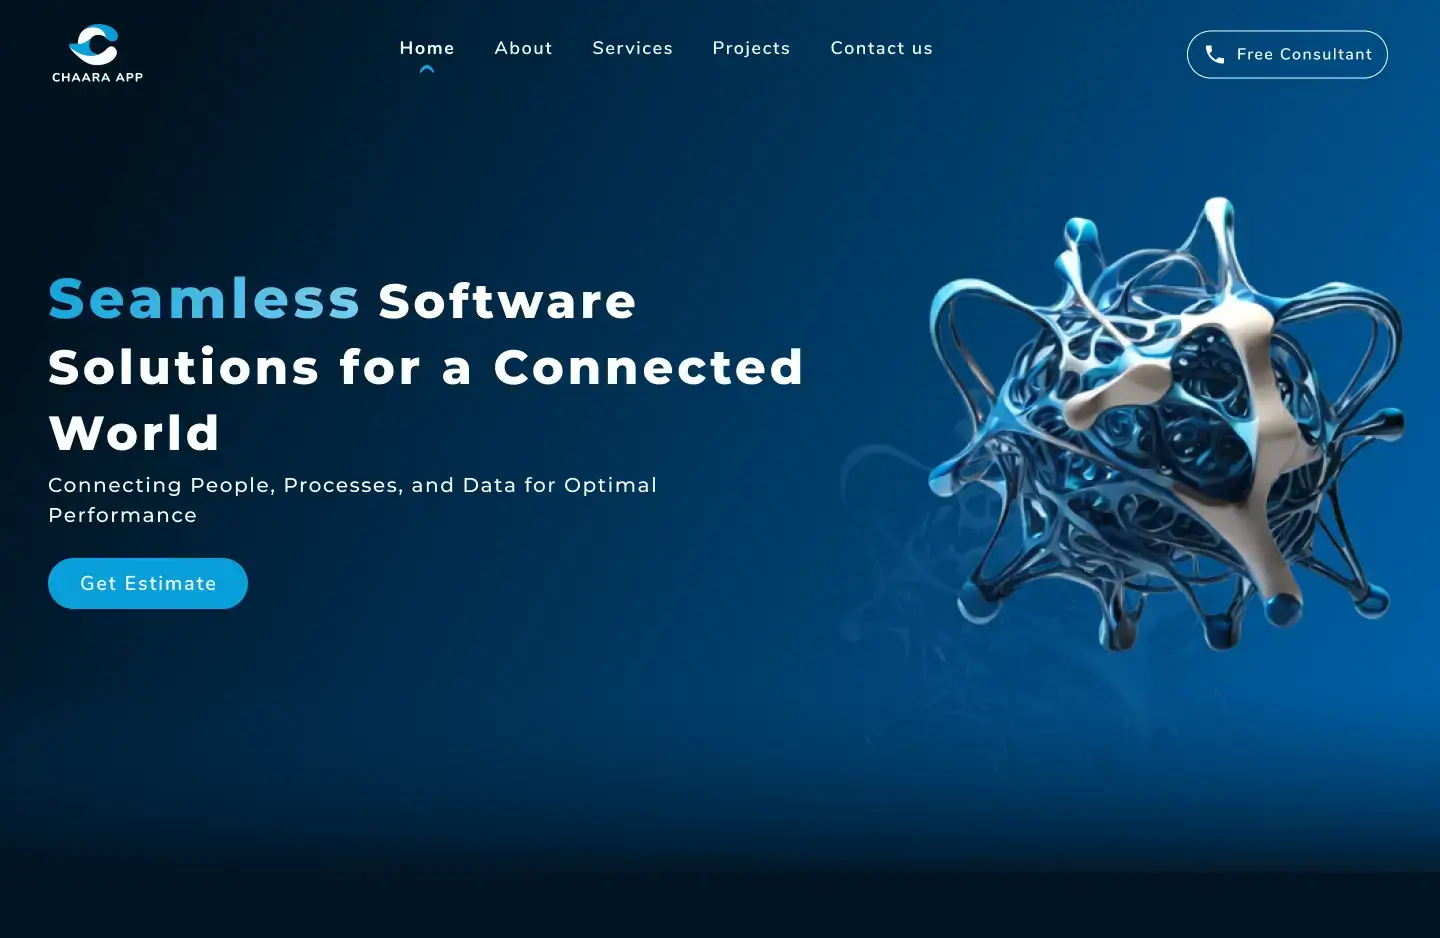 CHAARA APP
Home
About
Services
Projects
Contact us
Free Consultant
Seamless Software
Solutions for a Connected
World
Connecting People, Processes, and Data for Optimal
Performance
Get Estimate